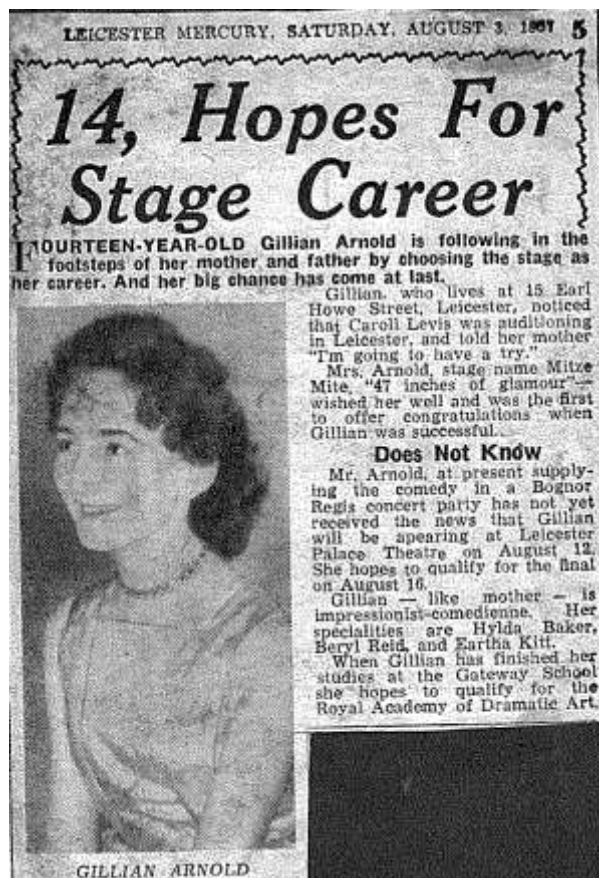 LEICESTER MERCURY, SATURDAY, AUGUST 3, 1957 5
14, Hopes For
Stage Career
FOURTEEN-YEAR-OLD Gillian Arnold is following in the
footsteps of her mother and father by choosing the stage as
her career. And her big chance has come at last.
Gillian, who lives at 15 Earl
Howe Street, Leicester, noticed
that Caroll Levis was auditioning
in Leicester, and told her mother
"I'm going to have a try."
Mrs. Arnold, stage name Mitze
Mite, "47 inches of glamour"—
wished her well and was the first
to offer congratulations when
Gillian was successful.
Does Not Know
Mr. Arnold, at present supply-
ing the comedy in a Bognor
Regis concert party has not yet
received the news that Gillian
will be apearing at Leicester
Palace Theatre on August 12.
She hopes to qualify for the final
on August 16.
Gillian — like mother — is
impressionist-comedienne. Her
specialities are Hylda Baker,
Beryl Reid, and Eartha Kitt.
When Gillian has finished her
studies at the Gateway School
she hopes to qualify for the
Royal Academy of Dramatic Art.
GILLIAN ARNOLD